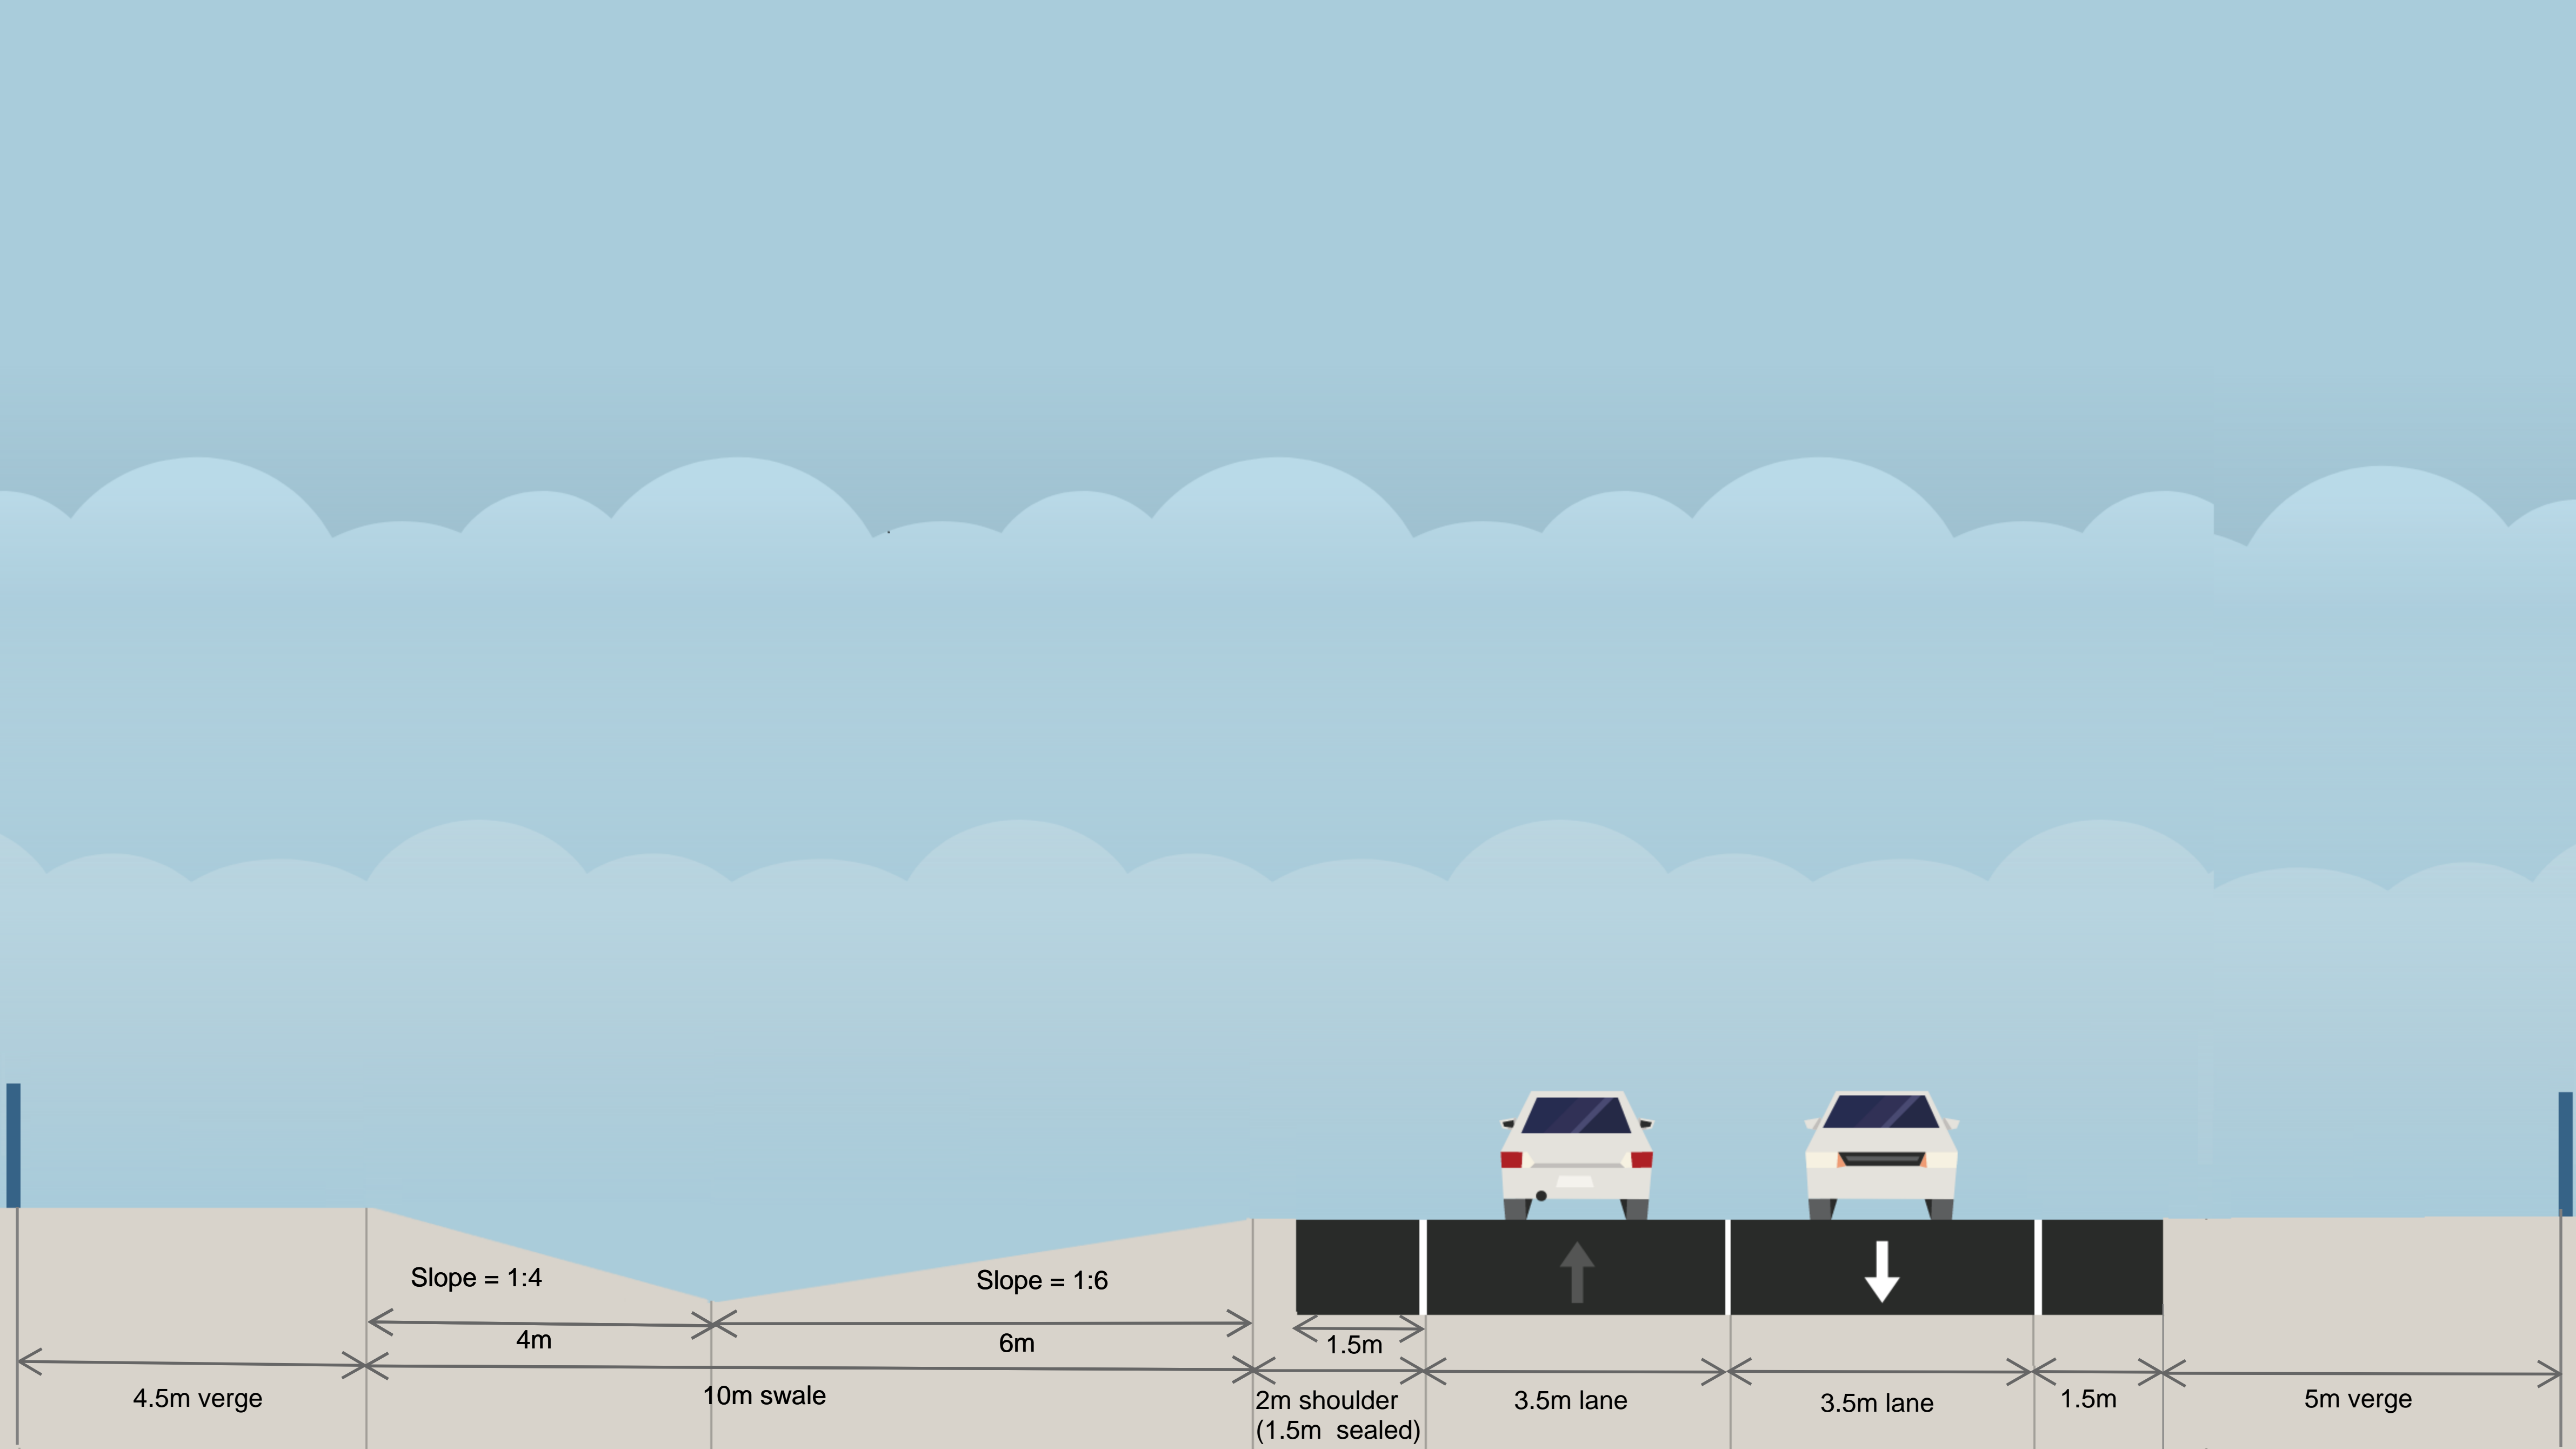 Slope = 1:4
Slope = 1:6
4m
6m
1.5m
4.5m verge
10m swale
2m shoulder
(1.5m  sealed)
3.5m lane
3.5m lane
1.5m
5m verge